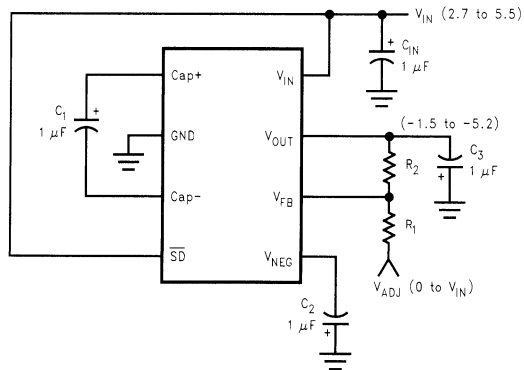 V_IN (2.7 to 5.5)
+
C_IN
1 μF
Cap+
V_IN
C_1
+
1 μF
GND
V_OUT
(−1.5 to −5.2)
R_2
C_3
+
1 μF
Cap−
V_FB
R_1
SD̅
V_NEG
V_ADJ (0 to V_IN)
C_2
1 μF
+